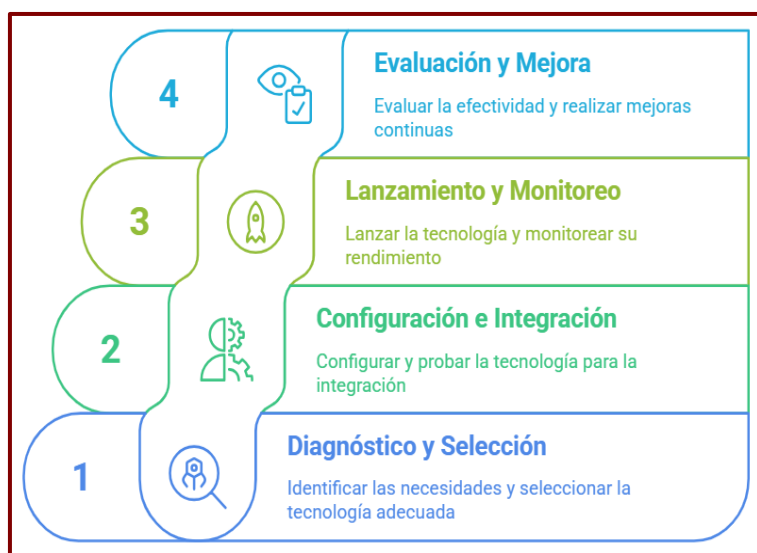 4
Evaluación y Mejora
Evaluar la efectividad y realizar mejoras
continuas
3
Lanzamiento y Monitoreo
Lanzar la tecnología y monitorear su
rendimiento
2
Configuración e Integración
Configurar y probar la tecnología para la
integración
1
Diagnóstico y Selección
Identificar las necesidades y seleccionar la
tecnología adecuada